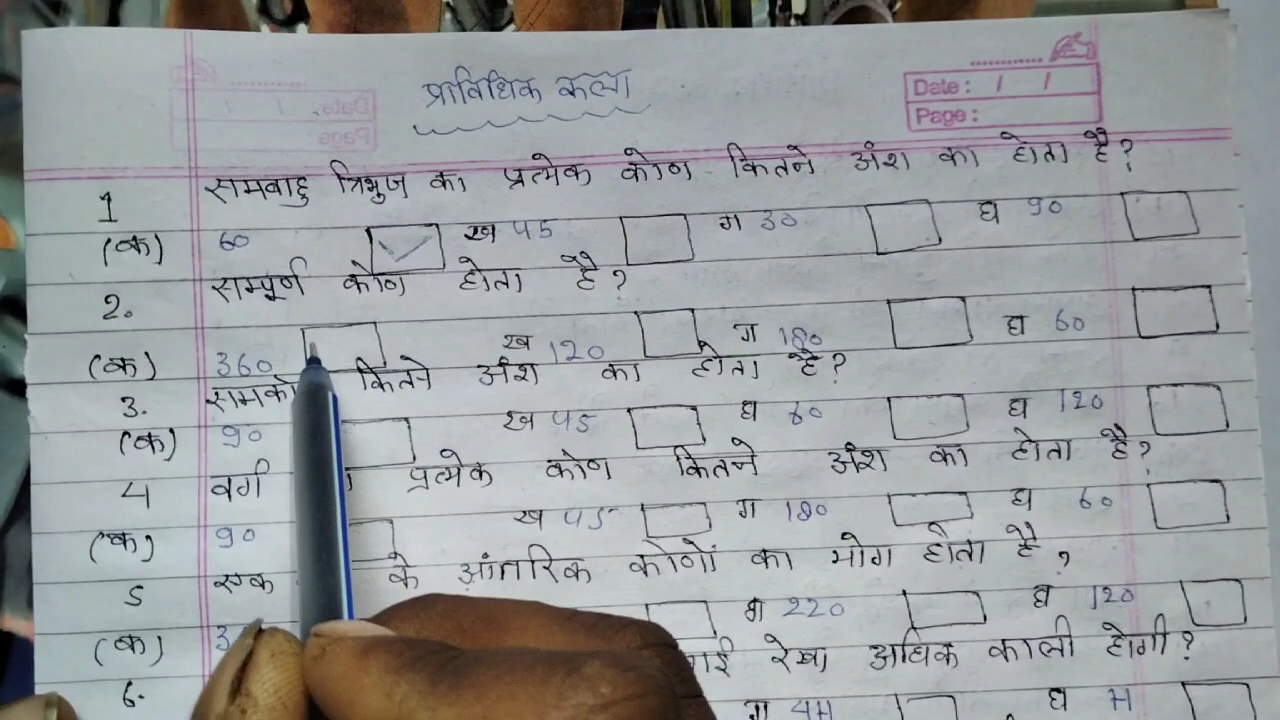 प्राविधिक कला
Date: / /
Page:
1 समबाहु त्रिभुज का प्रत्येक कोण कितने अंश का होता है?
(क) 60 ख 45 ग 30 घ 90
2. सम्पूर्ण कोण होता है?
(क) 360 ख 120 ग 180 घ 60
3. समको कितने अंश का होता है?
(क) 90 ख 45 घ 60 घ 120
4 वर्ग प्रत्येक कोण कितने अंश का होता है?
(क) 90 ख 45 ग 180 घ 60
5 एक के आंतरिक कोणों का योग होता है?
(क) 3 ग 220 घ 120
6. रेखा अधिक काली होगी?
ग 4H घ H